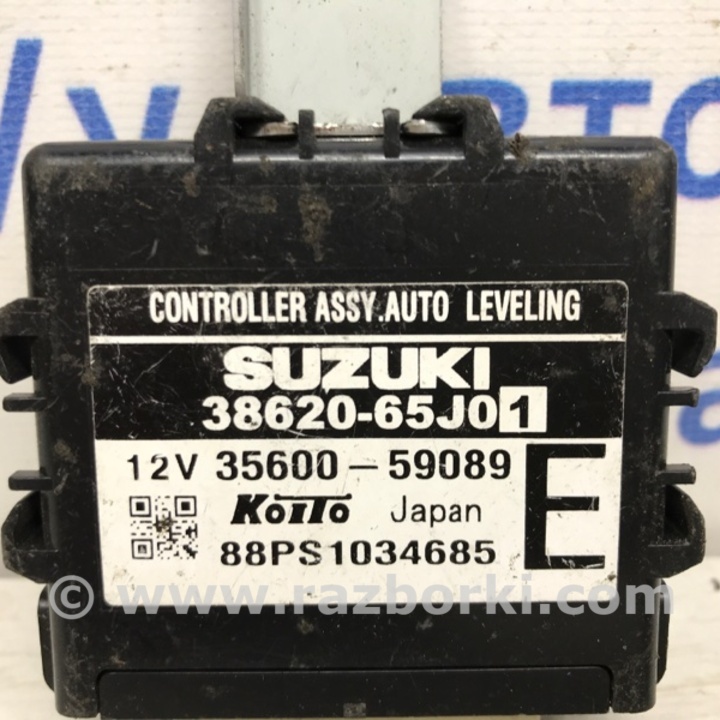 CONTROLLER ASSY.AUTO LEVELING
SUZUKI
38620-65J01
12V 35600-59089
E
KOITO Japan
88PS1034685
© www.razborki.com